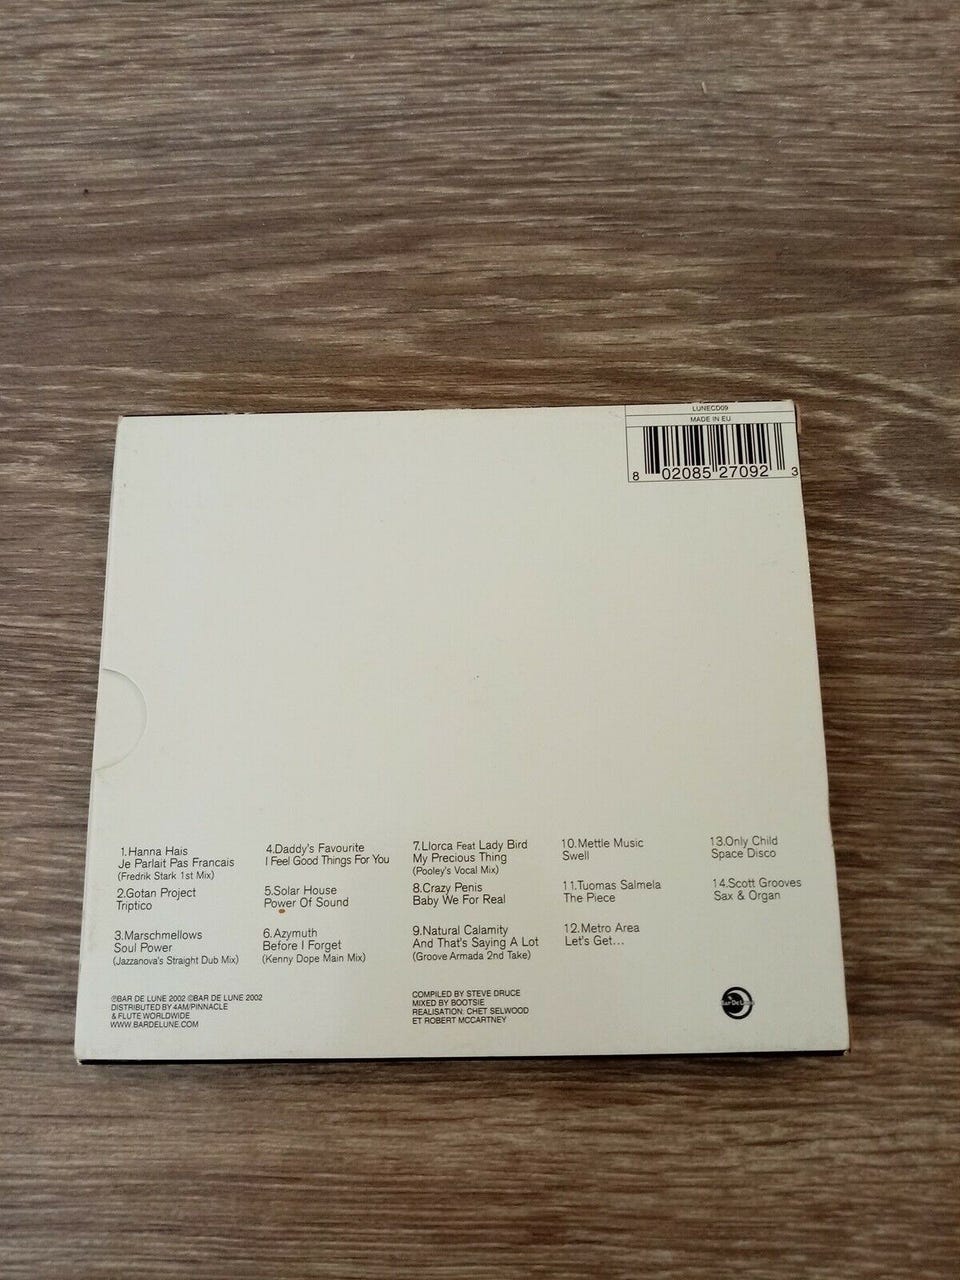 LUNECD09
MADE IN EU
8 02085 27092 3
1.Hanna Hais
Je Parlait Pas Francais
(Fredrik Stark 1st Mix)
2.Gotan Project
Triptico
3.Marschmellows
Soul Power
(Jazzanova's Straight Dub Mix)
4.Daddy's Favourite
I Feel Good Things For You
5.Solar House
Power Of Sound
6.Azymuth
Before I Forget
(Kenny Dope Main Mix)
7.Llorca Feat Lady Bird
My Precious Thing
(Pooley's Vocal Mix)
8.Crazy Penis
Baby We For Real
9.Natural Calamity
And That's Saying A Lot
(Groove Armada 2nd Take)
10.Mettle Music
Swell
11.Tuomas Salmela
The Piece
12.Metro Area
Let's Get...
13.Only Child
Space Disco
14.Scott Grooves
Sax & Organ
℗BAR DE LUNE 2002 ©BAR DE LUNE 2002
DISTRIBUTED BY 4AM/PINNACLE
& FLUTE WORLDWIDE
WWW.BARDELUNE.COM
COMPILED BY STEVE DRUCE
MIXED BY BOOTSIE
REALISATION: CHET SELWOOD
ET ROBERT MCCARTNEY
Bar De Lune